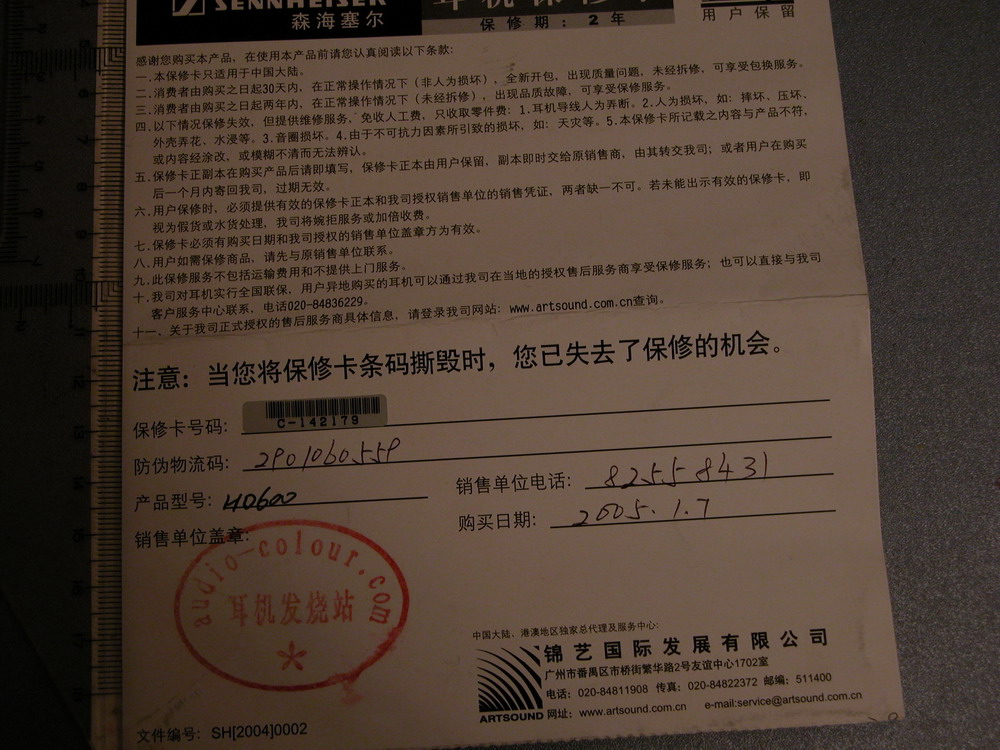 SENNHEISER
森海塞尔
保修期：2年
用户保留
感谢您购买本产品，在使用本产品前请您认真阅读以下条款：
一.本保修卡只适用于中国大陆。
二.消费者由购买之日起30天内，在正常操作情况下（非人为损坏），全新开包，出现质量问题，未经拆修，可享受包换服务。
三.消费者由购买之日起两年内，在正常操作情况下（未经拆修），出现品质故障，可享受保修服务。
四.以下情况保修失效，但提供维修服务，免收人工费，只收取零件费：1.耳机导线人为弄断。2.人为损坏，如：摔坏、压坏、
外壳弄花、水浸等。3.音圈损坏。4.由于不可抗力因素所引致的损坏，如：天灾等。5.本保修卡所记载之内容与产品不符，
或内容经涂改，或模糊不清而无法辨认。
五.保修卡正副本在购买产品后请即填写，保修卡正本由用户保留，副本即时交给原销售商，由其转交我司；或者用户在购买
后一个月内寄回我司，过期无效。
六.用户保修时，必须提供有效的保修卡正本和我司授权销售单位的销售凭证，两者缺一不可。若未能出示有效的保修卡，即
视为假货或水货处理，我司将婉拒服务或加倍收费。
七.保修卡必须有购买日期和我司授权的销售单位盖章方为有效。
八.用户如需保修商品，请先与原销售单位联系。
九.此保修服务不包括运输费用和不提供上门服务。
十.我司对耳机实行全国联保，用户异地购买的耳机可以通过我司在当地的授权售后服务商享受保修服务；也可以直接与我司
客户服务中心联系，电话020-84836229。
十一.关于我司正式授权的售后服务商具体信息，请登录我司网站：www.artsound.com.cn查询。
注意：当您将保修卡条码撕毁时，您已失去了保修的机会。
保修卡号码：
C-142179
防伪物流码：2901060559
产品型号：HD600
销售单位电话：82558431
购买日期：2005.1.7
销售单位盖章：
audio-colour.com
耳机发烧站
中国大陆、港澳地区独家总代理及服务中心：
锦艺国际发展有限公司
广州市番禺区市桥街繁华路2号友谊中心1702室
电话：020-84811908 传真：020-84822372 邮编：511400
ARTSOUND 网址：www.artsound.com.cn e-mail:service@artsound.com.cn
文件编号：SH[2004]0002